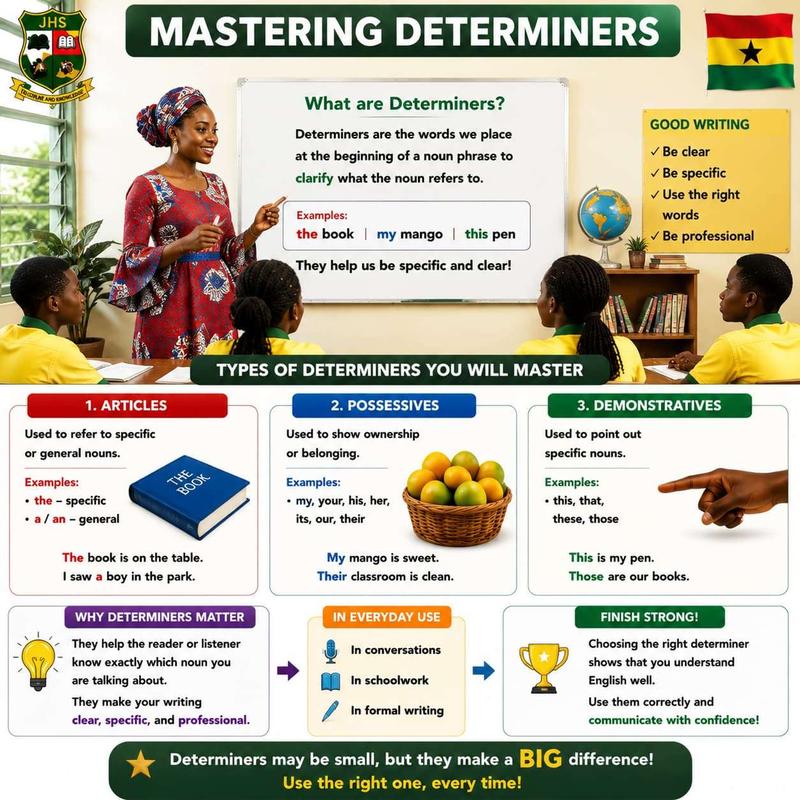 JHS
MASTERING DETERMINERS
What are Determiners?
Determiners are the words we place
at the beginning of a noun phrase to
clarify what the noun refers to.
Examples:
the book | my mango | this pen
They help us be specific and clear!
GOOD WRITING
✓ Be clear
✓ Be specific
✓ Use the right
words
✓ Be professional
TYPES OF DETERMINERS YOU WILL MASTER
1. ARTICLES
Used to refer to specific
or general nouns.
Examples:
• the – specific
• a / an – general
THE
BOOK
The book is on the table.
I saw a boy in the park.
2. POSSESSIVES
Used to show ownership
or belonging.
Examples:
• my, your, his, her,
its, our, their
My mango is sweet.
Their classroom is clean.
3. DEMONSTRATIVES
Used to point out
specific nouns.
Examples:
• this, that,
these, those
This is my pen.
Those are our books.
WHY DETERMINERS MATTER
They help the reader or listener
know exactly which noun you
are talking about.
They make your writing
clear, specific, and professional.
IN EVERYDAY USE
In conversations
In schoolwork
In formal writing
FINISH STRONG!
Choosing the right determiner
shows that you understand
English well.
Use them correctly and
communicate with confidence!
Determiners may be small, but they make a BIG difference!
Use the right one, every time!